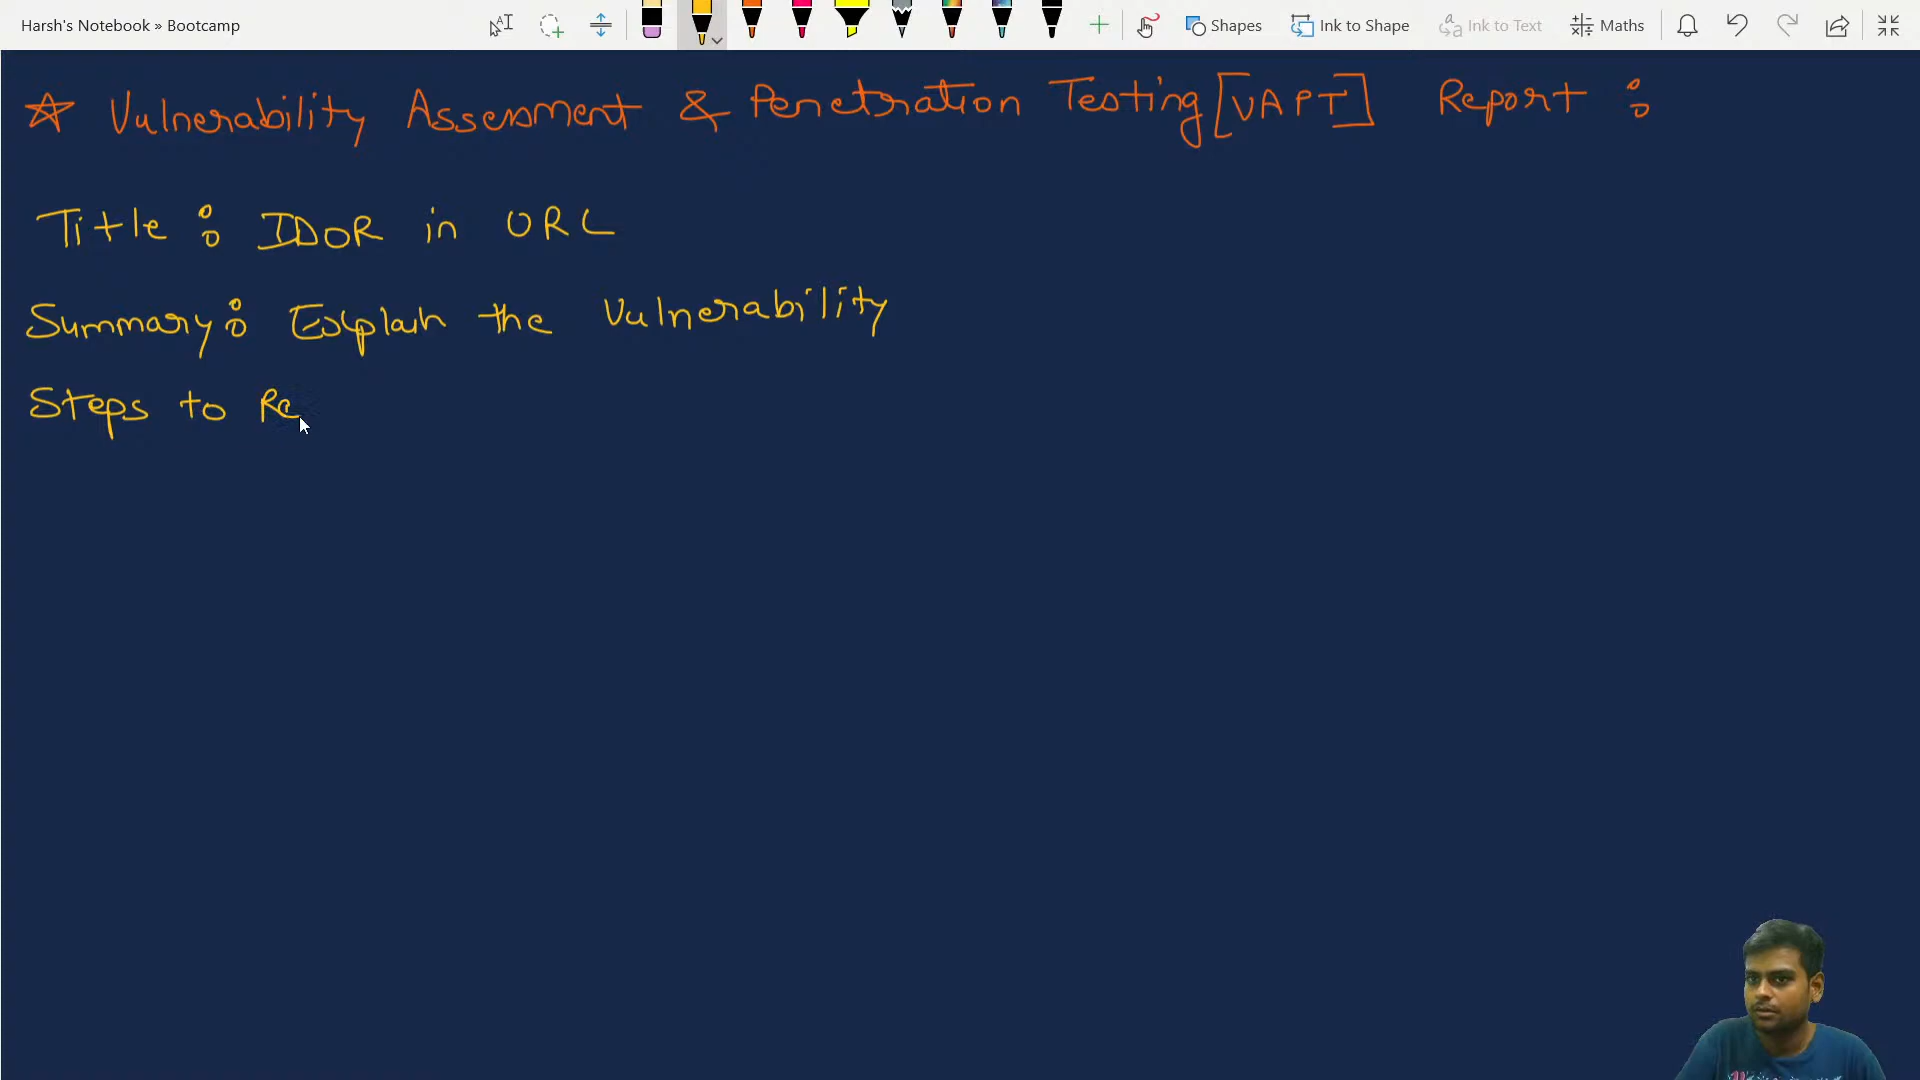 Harsh's Notebook » Bootcamp
Shapes
Ink to Shape
Ink to Text
Maths
☆ Vulnerability Assessment & Penetration Testing [VAPT] Report :
Title : IDOR in URL
Summary : Explain the Vulnerability
Steps to Re